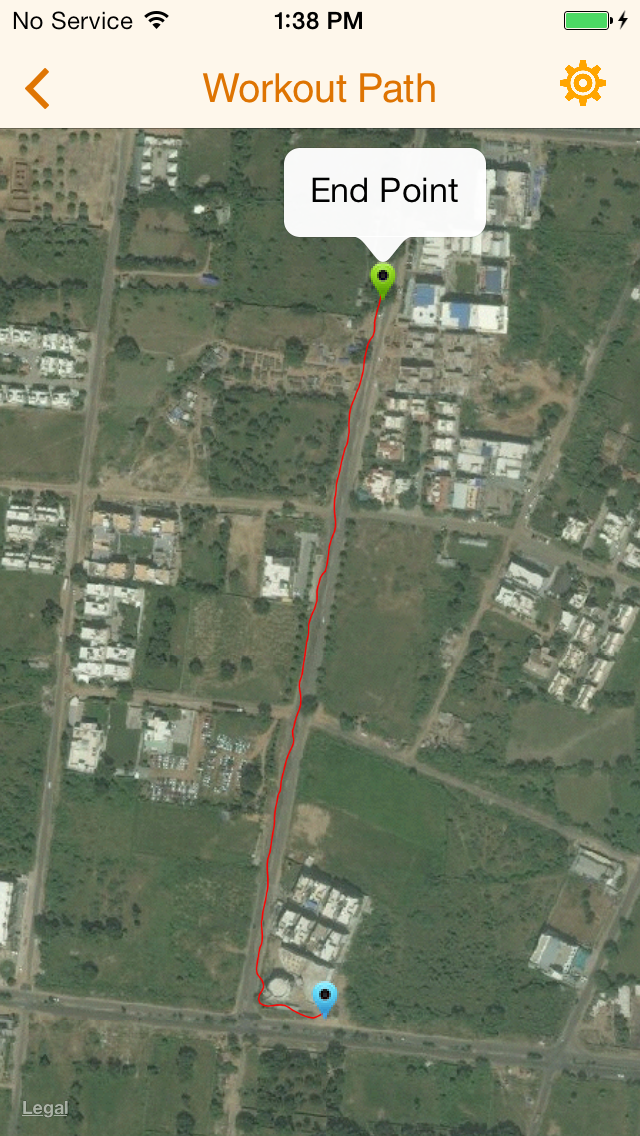 No Service 1:38 PM
Workout Path
End Point
Legal